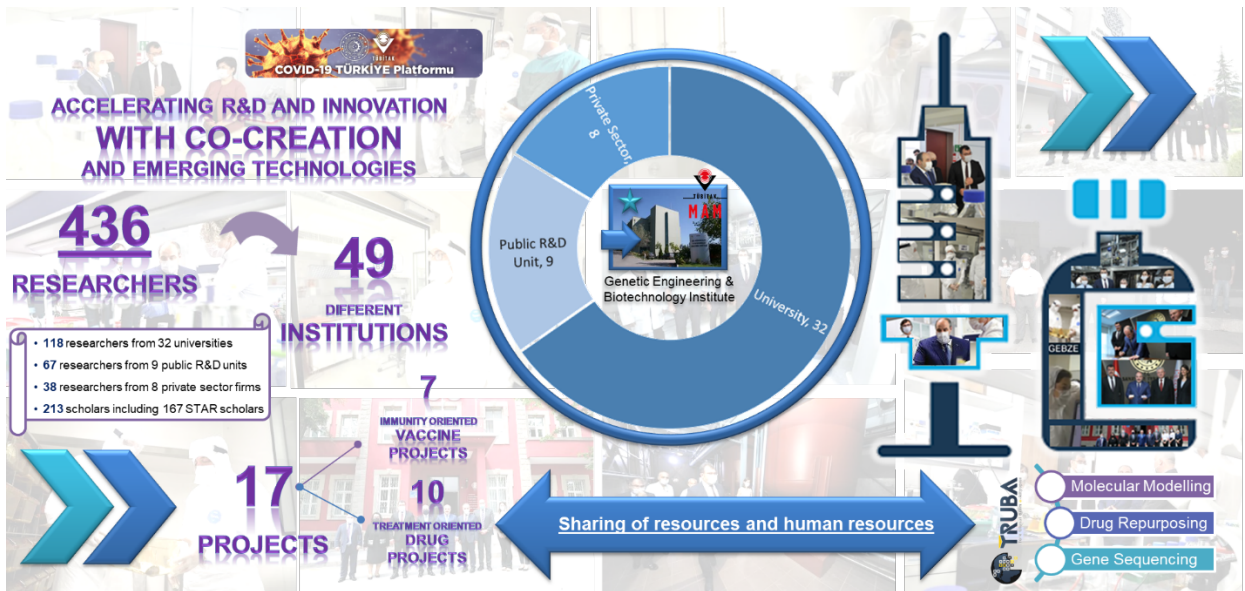 TÜBİTAK
COVID-19 TÜRKİYE Platformu
ACCELERATING R&D AND INNOVATION
WITH CO-CREATION
AND EMERGING TECHNOLOGIES
436
RESEARCHERS
49
DIFFERENT
INSTITUTIONS
• 118 researchers from 32 universities
• 67 researchers from 9 public R&D units
• 38 researchers from 8 private sector firms
• 213 scholars including 167 STAR scholars
17
PROJECTS
7
IMMUNITY ORIENTED
VACCINE
PROJECTS
10
TREATMENT ORIENTED
DRUG
PROJECTS
Private Sector,
8
Public R&D
Unit, 9
University, 32
TÜBİTAK
MAM
Genetic Engineering &
Biotechnology Institute
Sharing of resources and human resources
GEBZE
TRUBA
Molecular Modelling
Drug Repurposing
Gene Sequencing